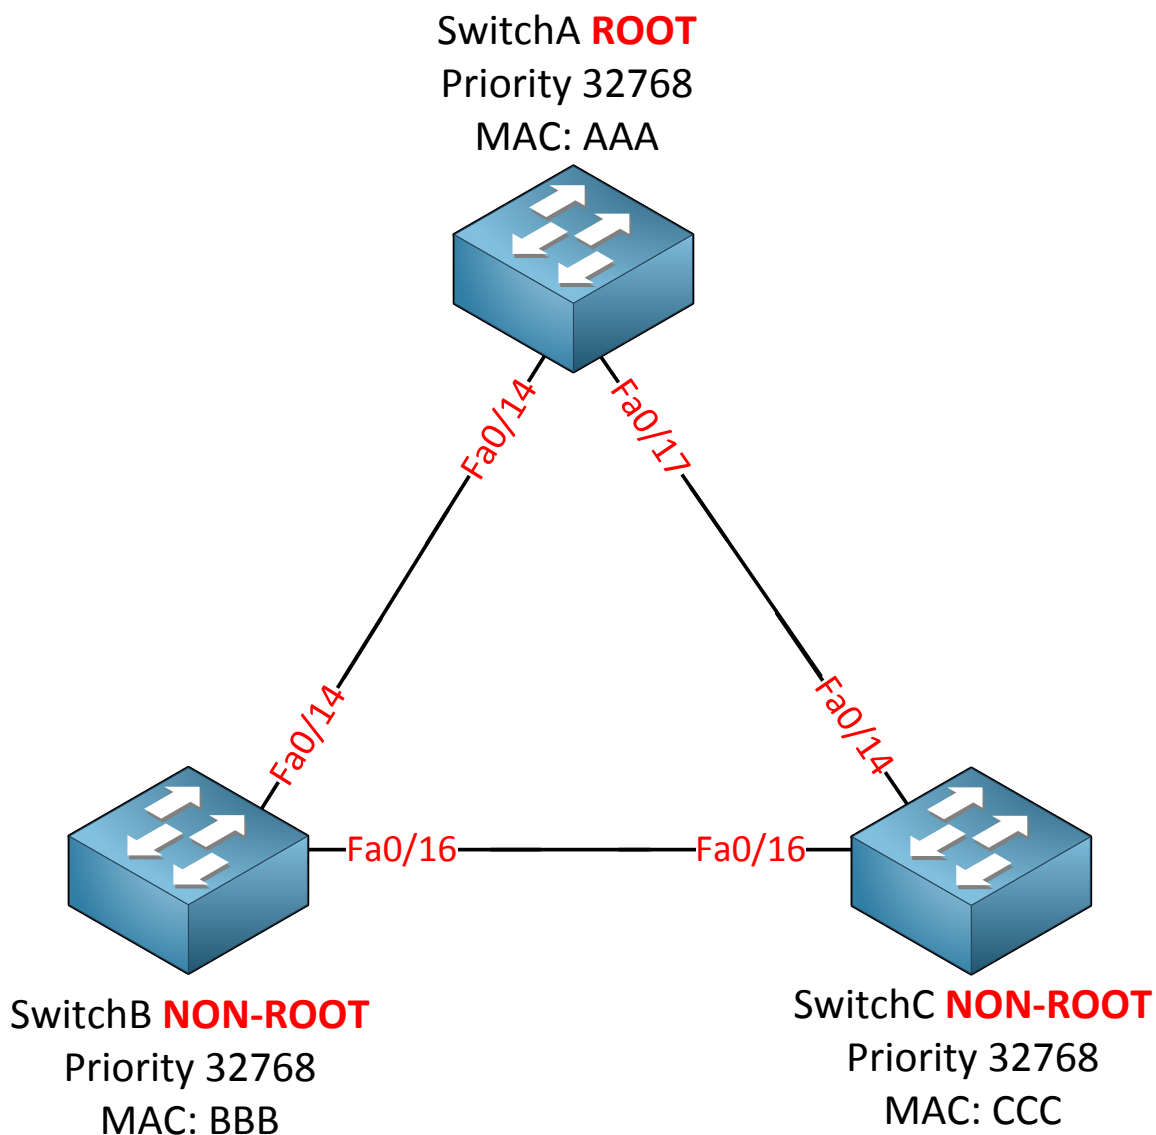 SwitchA ROOT
Priority 32768
MAC: AAA
Fa0/14
Fa0/17
Fa0/14
Fa0/14
Fa0/16
Fa0/16
SwitchB NON-ROOT
Priority 32768
MAC: BBB
SwitchC NON-ROOT
Priority 32768
MAC: CCC